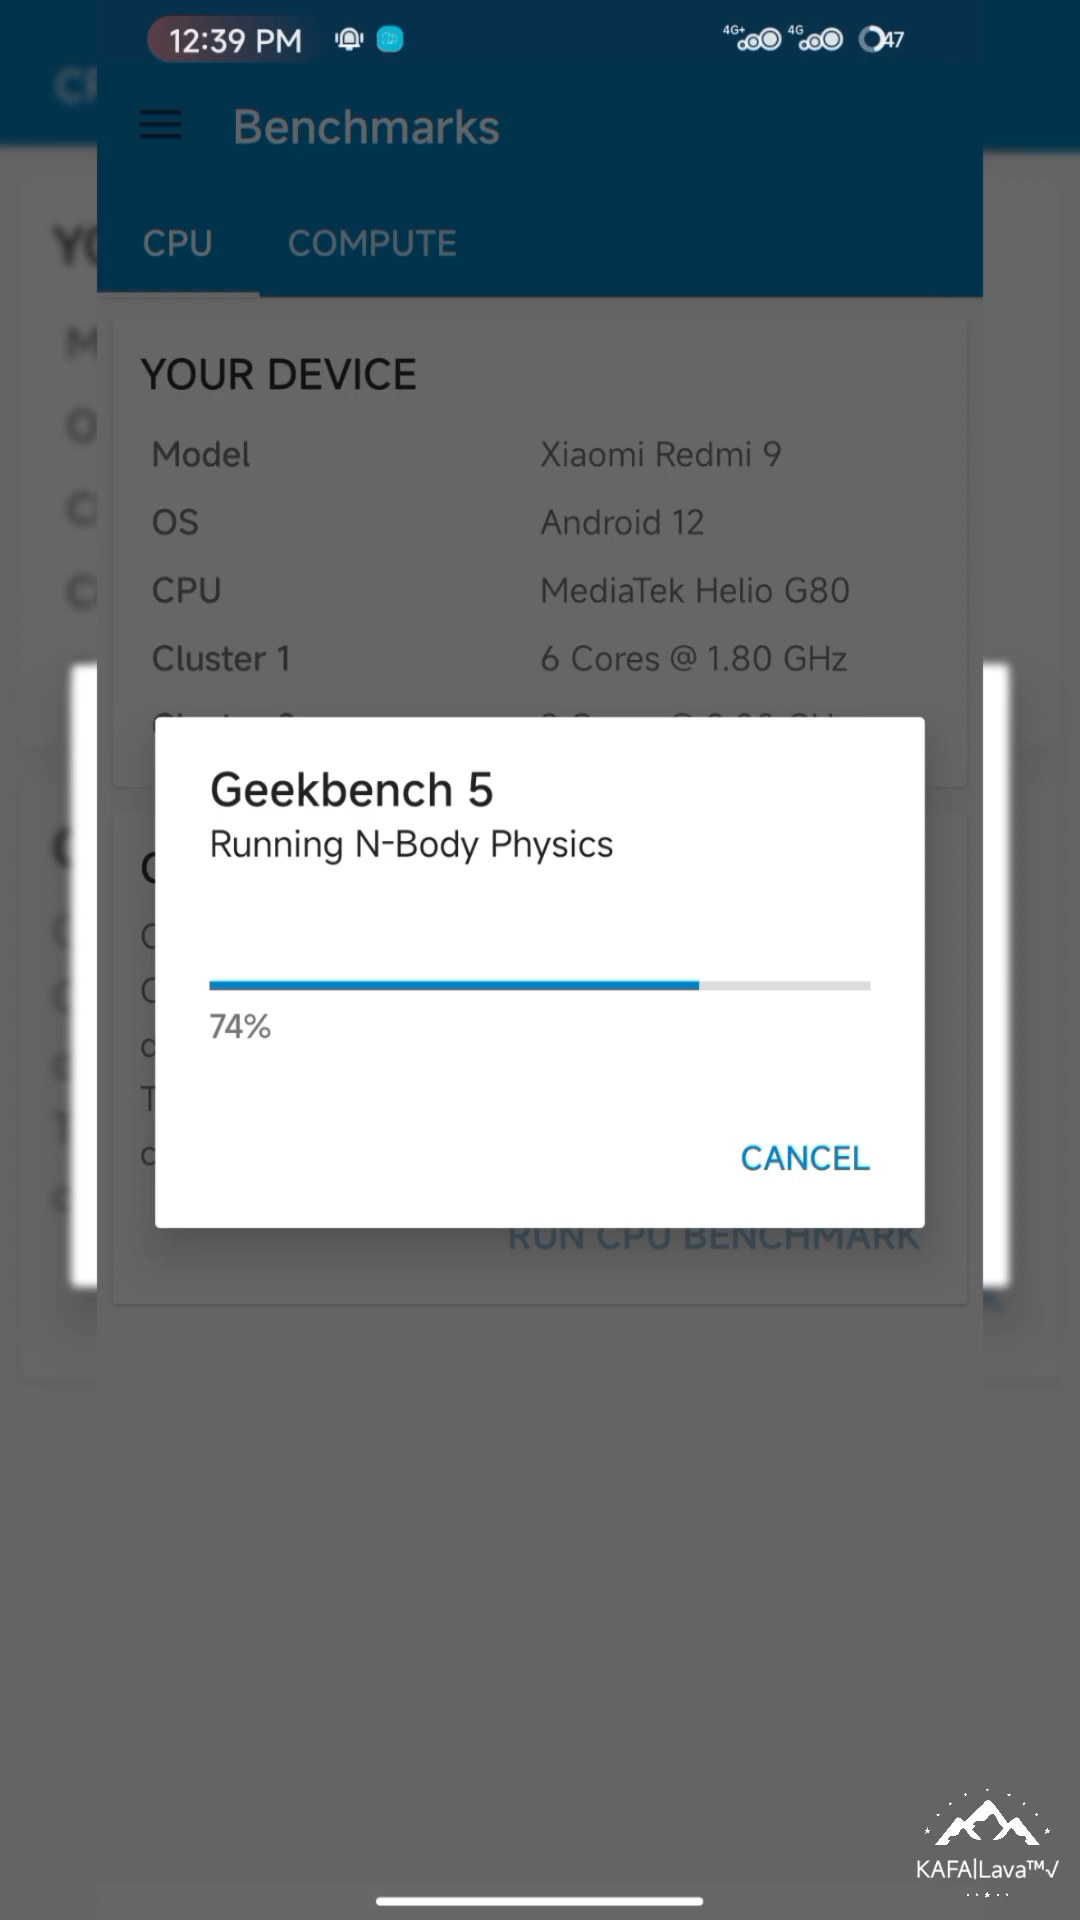 12:39 PM
4G+ 4G 47
Benchmarks
CPU COMPUTE
YOUR DEVICE
Model Xiaomi Redmi 9
OS Android 12
CPU MediaTek Helio G80
Cluster 1 6 Cores @ 1.80 GHz
Geekbench 5
Running N-Body Physics
74%
CANCEL
RUN CPU BENCHMARK
KAFA|Lava™√